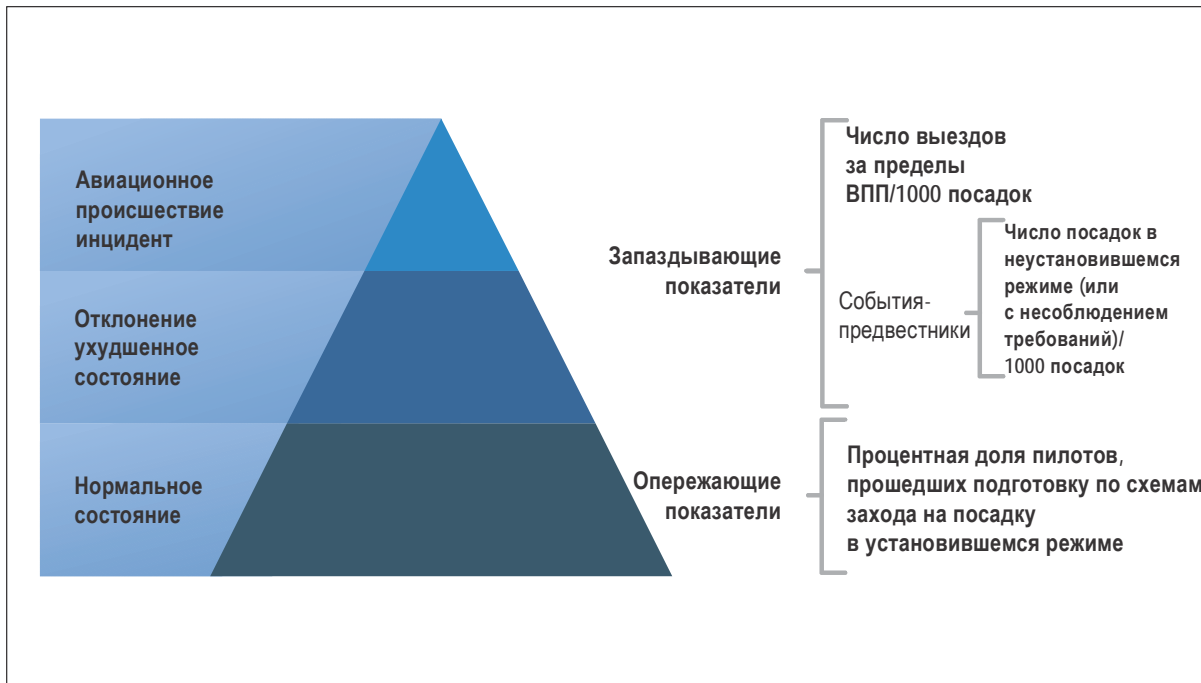 Авиационное
происшествие
инцидент
Отклонение
ухудшенное
состояние
Нормальное
состояние
Запаздывающие
показатели
Число выездов
за пределы
ВПП/1000 посадок
События-
предвестники
Число посадок в
неустановившемся
режиме (или
с несоблюдением
требований)/
1000 посадок
Опережающие
показатели
Процентная доля пилотов,
прошедших подготовку по схемам
захода на посадку
в установившемся режиме